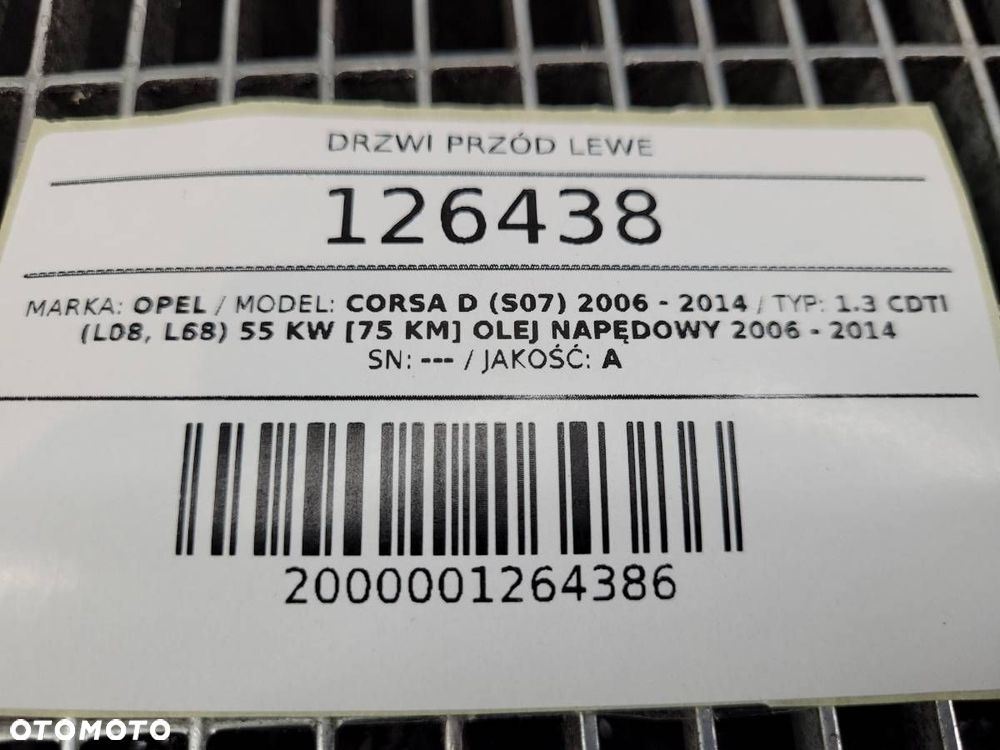 DRZWI PRZÓD LEWE
126438
MARKA: OPEL / MODEL: CORSA D (S07) 2006 - 2014 / TYP: 1.3 CDTI
(L08, L68) 55 KW [75 KM] OLEJ NAPĘDOWY 2006 - 2014
SN: --- / JAKOŚĆ: A
2000001264386
OTOMOTO